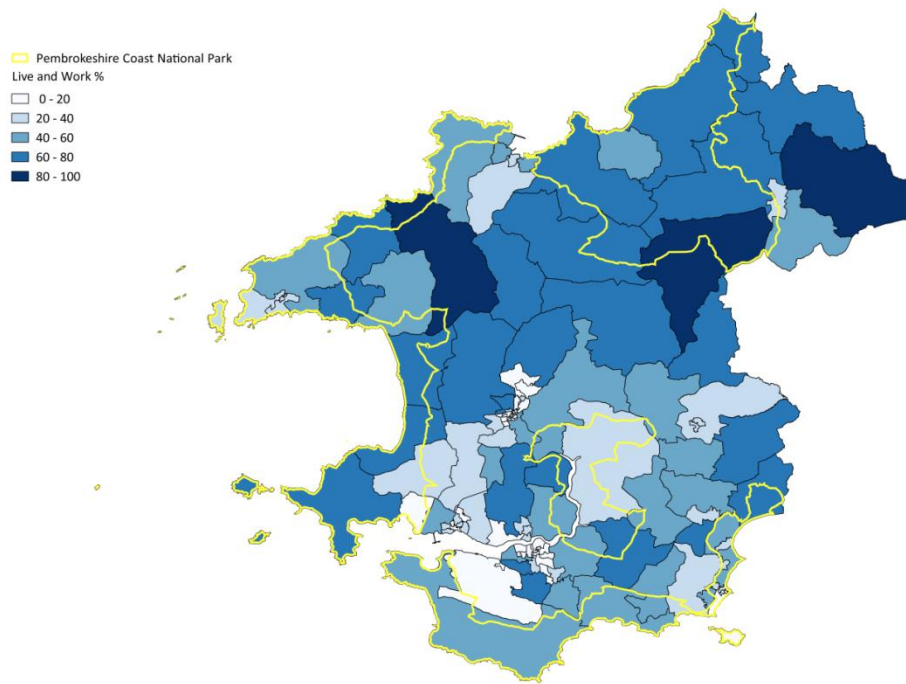 Pembrokeshire Coast National Park
Live and Work %
0 - 20
20 - 40
40 - 60
60 - 80
80 - 100